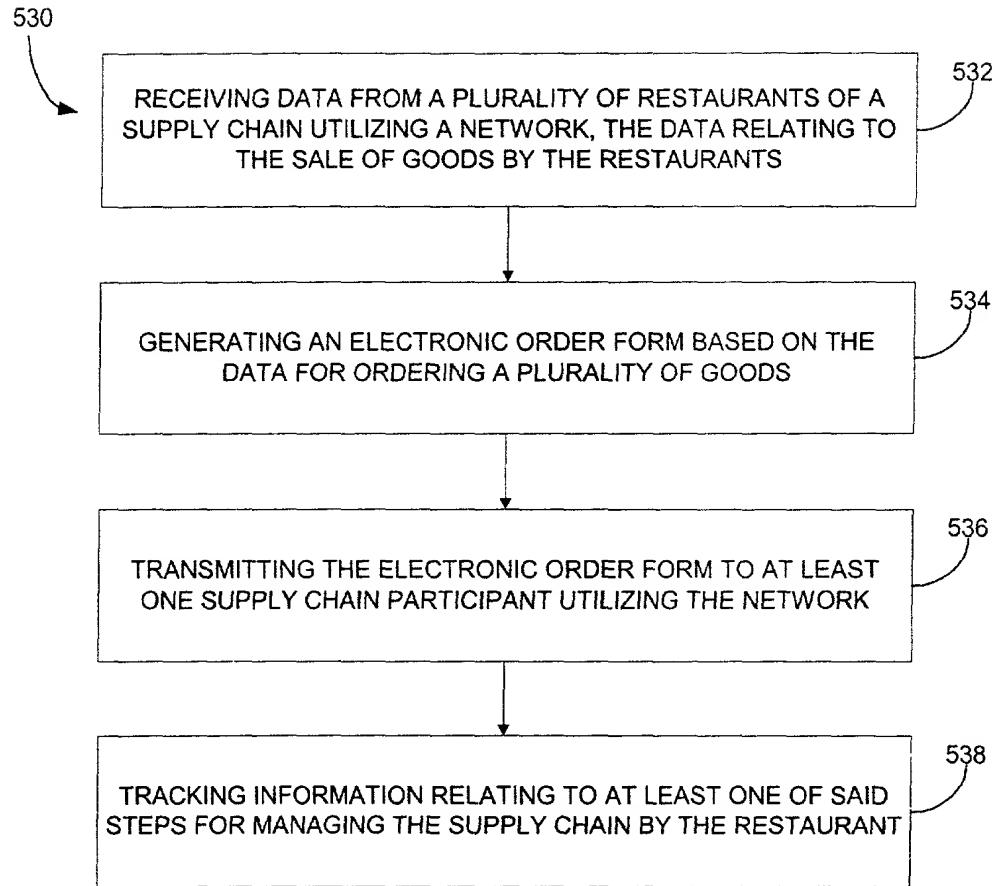 530
532
RECEIVING DATA FROM A PLURALITY OF RESTAURANTS OF A
SUPPLY CHAIN UTILIZING A NETWORK, THE DATA RELATING TO
THE SALE OF GOODS BY THE RESTAURANTS
534
GENERATING AN ELECTRONIC ORDER FORM BASED ON THE
DATA FOR ORDERING A PLURALITY OF GOODS
536
TRANSMITTING THE ELECTRONIC ORDER FORM TO AT LEAST
ONE SUPPLY CHAIN PARTICIPANT UTILIZING THE NETWORK
538
TRACKING INFORMATION RELATING TO AT LEAST ONE OF SAID
STEPS FOR MANAGING THE SUPPLY CHAIN BY THE RESTAURANT